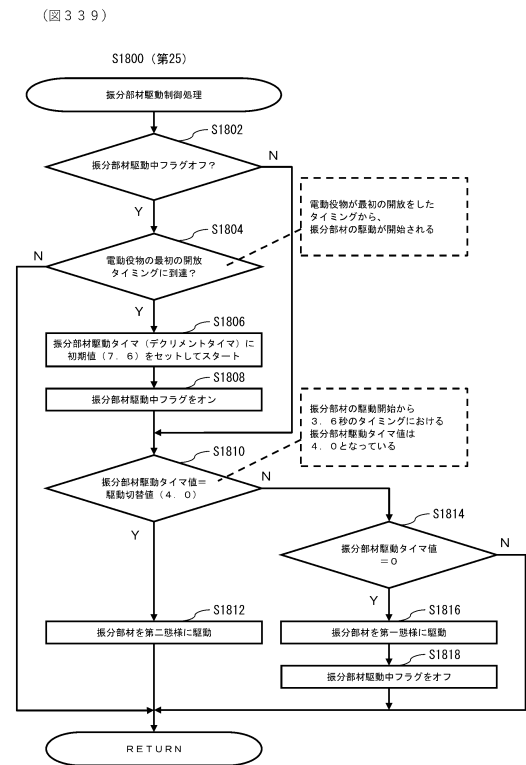 （図３３９）
S1800（第25）
振分部材駆動制御処理
S1802
振分部材駆動中フラグオフ？
N
Y
電動役物が最初の開放をした
タイミングから、
振分部材の駆動が開始される
S1804
N
電動役物の最初の開放
タイミングに到達？
Y
S1806
振分部材駆動タイマ（デクリメントタイマ）に
初期値（７．６）をセットしてスタート
S1808
振分部材駆動中フラグをオン
振分部材の駆動開始から
３．６秒のタイミングにおける
振分部材駆動タイマ値は
４．０となっている
S1810
振分部材駆動タイマ値＝
駆動切替値（４．０）
N
Y
S1814
振分部材駆動タイマ値
＝０
N
Y
S1812
振分部材を第二態様に駆動
S1816
振分部材を第一態様に駆動
S1818
振分部材駆動中フラグをオフ
ＲＥＴＵＲＮ